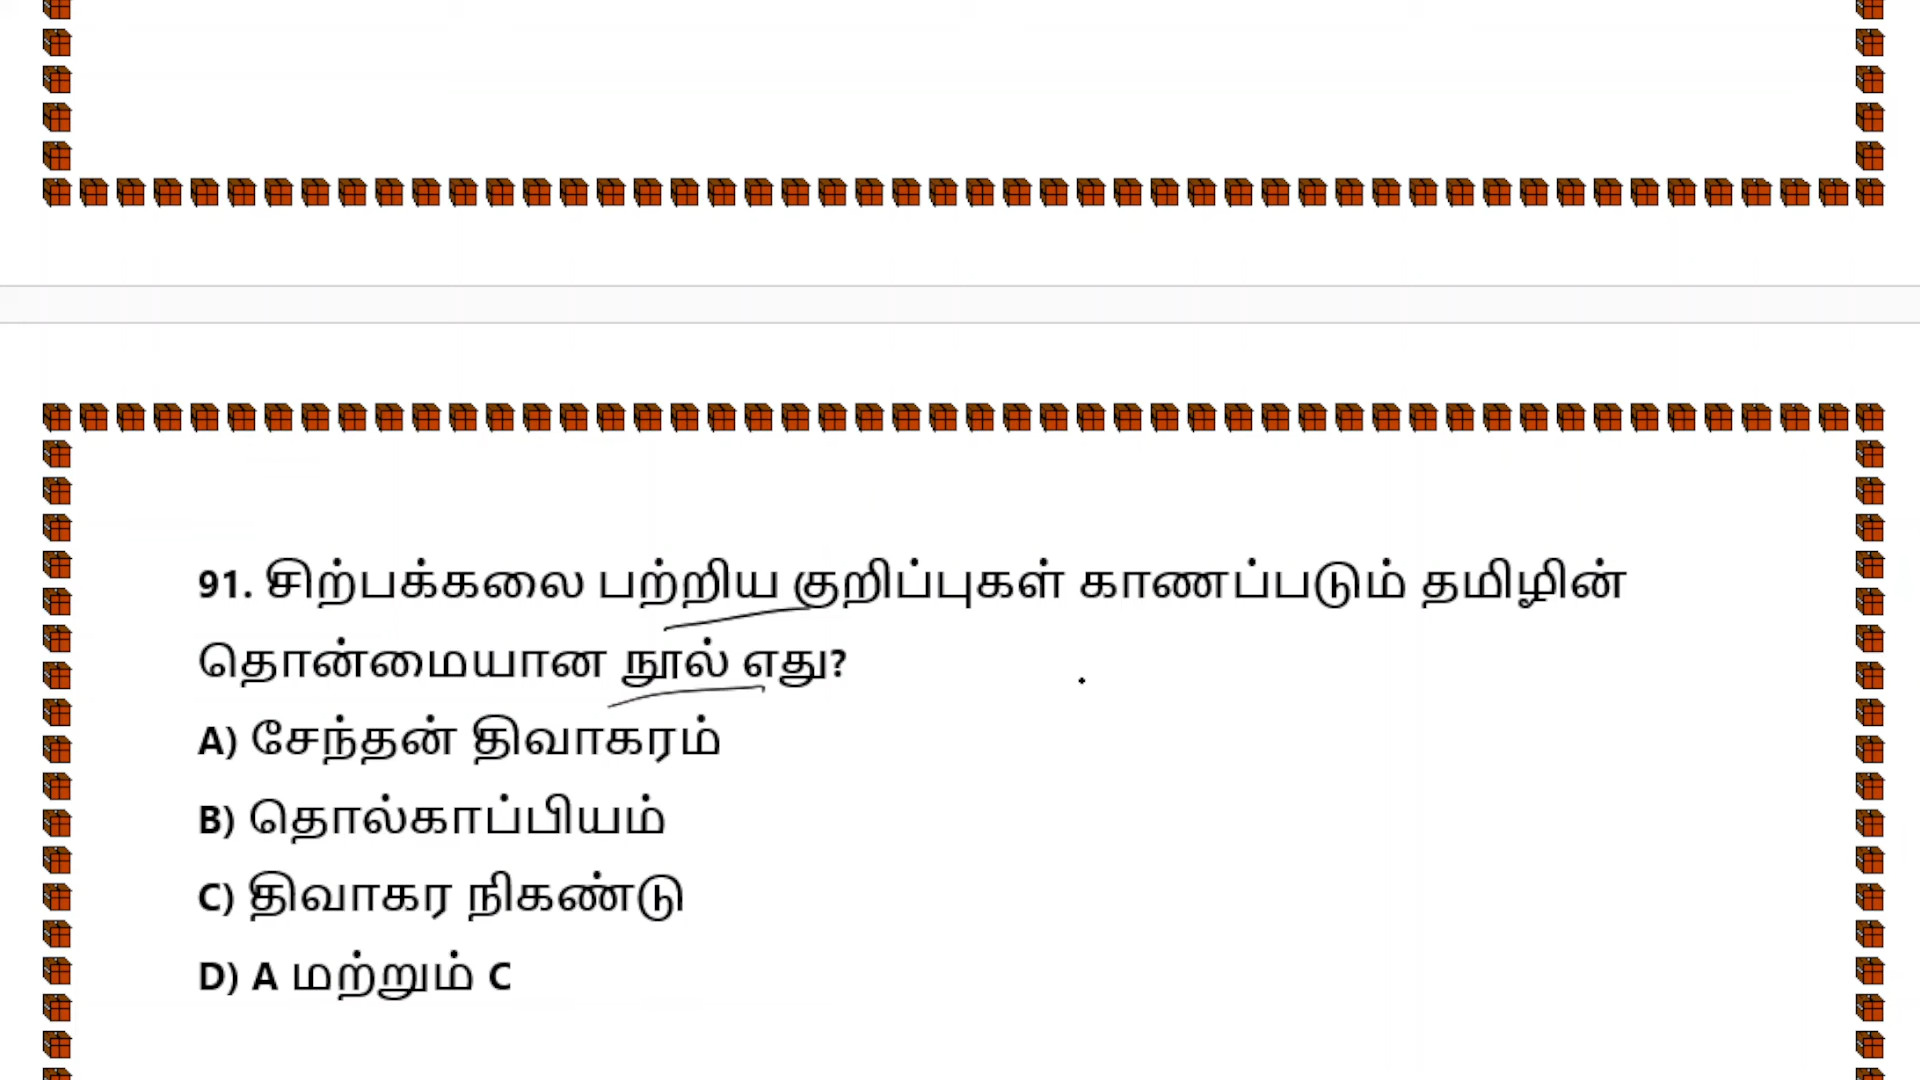 91. சிற்பக்கலை பற்றிய குறிப்புகள் காணப்படும் தமிழின்
தொன்மையான நூல் எது?
A) சேந்தன் திவாகரம்
B) தொல்காப்பியம்
C) திவாகர நிகண்டு
D) A மற்றும் C